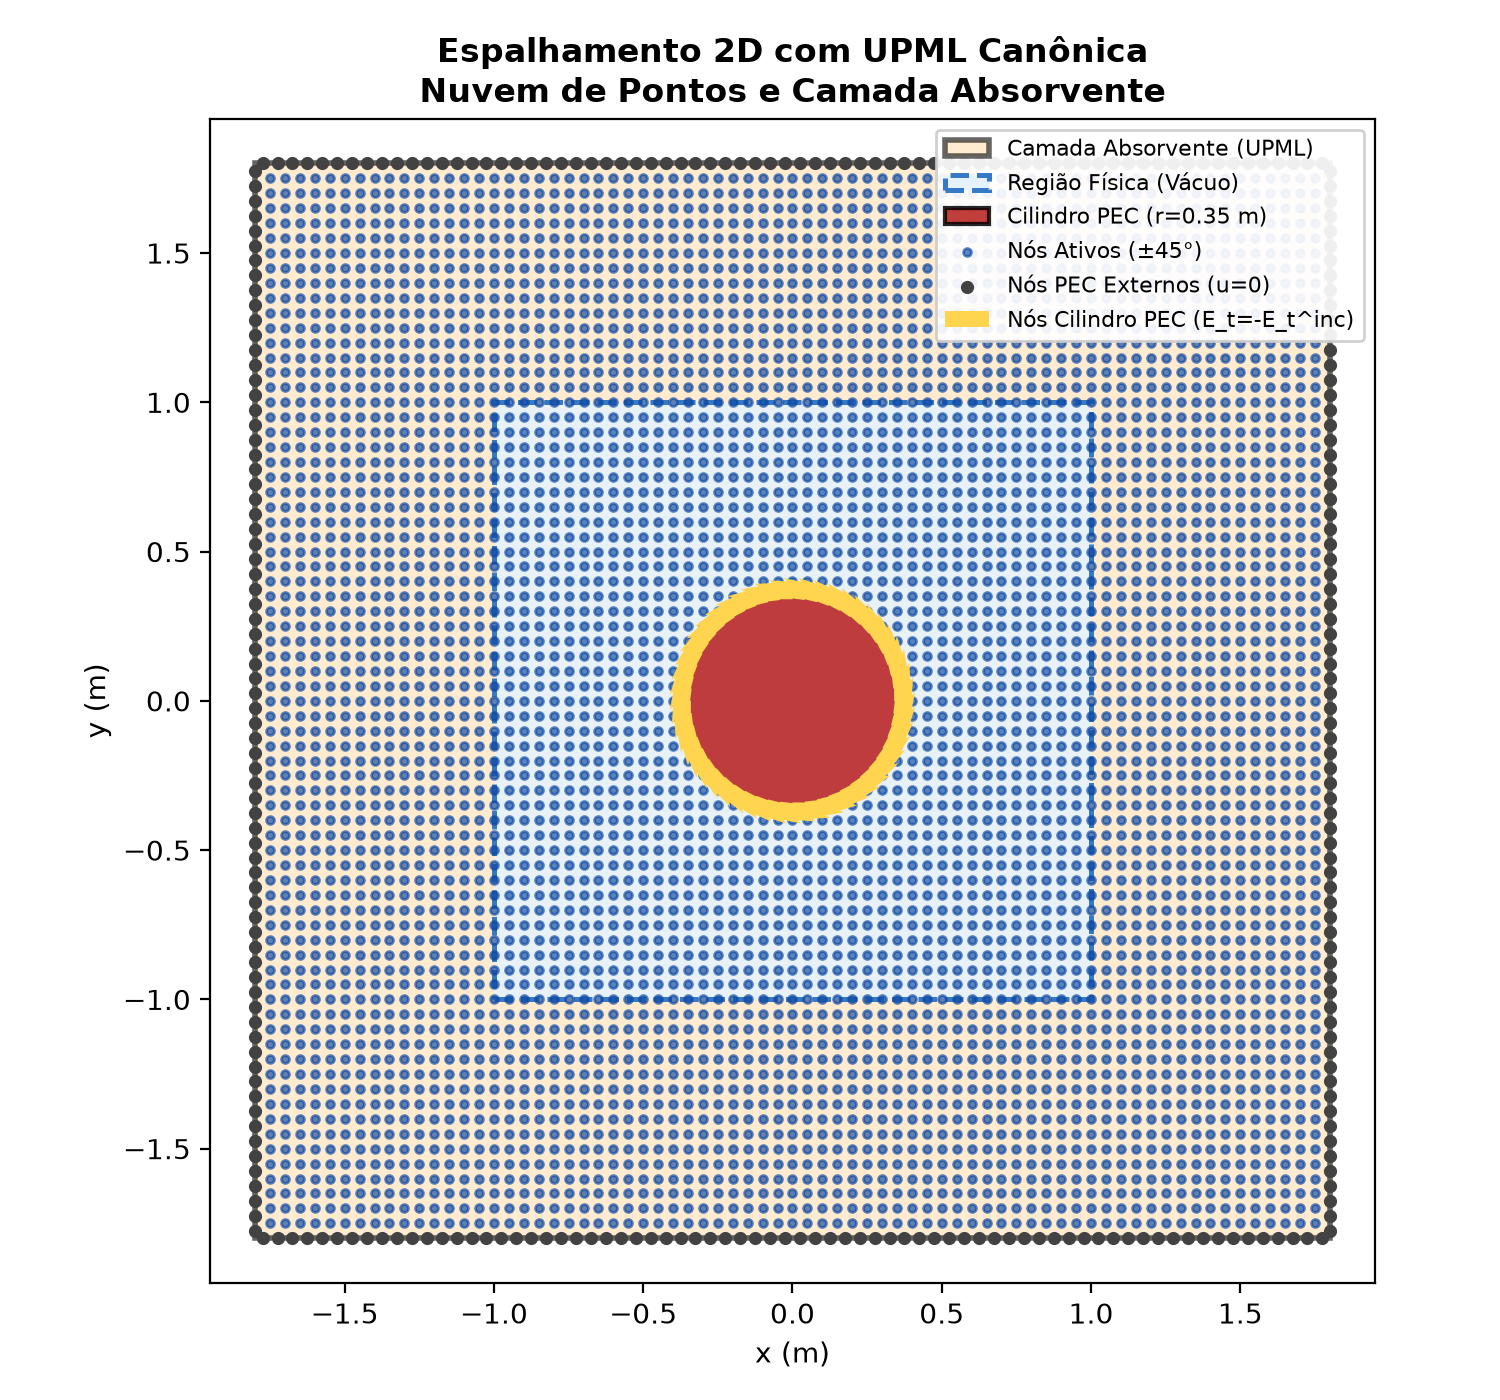 Espalhamento 2D com UPML Canônica
Nuvem de Pontos e Camada Absorvente
Camada Absorvente (UPML)
Região Física (Vácuo)
Cilindro PEC (r=0.35 m)
Nós Ativos (±45°)
Nós PEC Externos (u=0)
Nós Cilindro PEC (E_t=-E_t^inc)
1.5
1.0
0.5
0.0
−0.5
−1.0
−1.5
y (m)
−1.5
−1.0
−0.5
0.0
0.5
1.0
1.5
x (m)